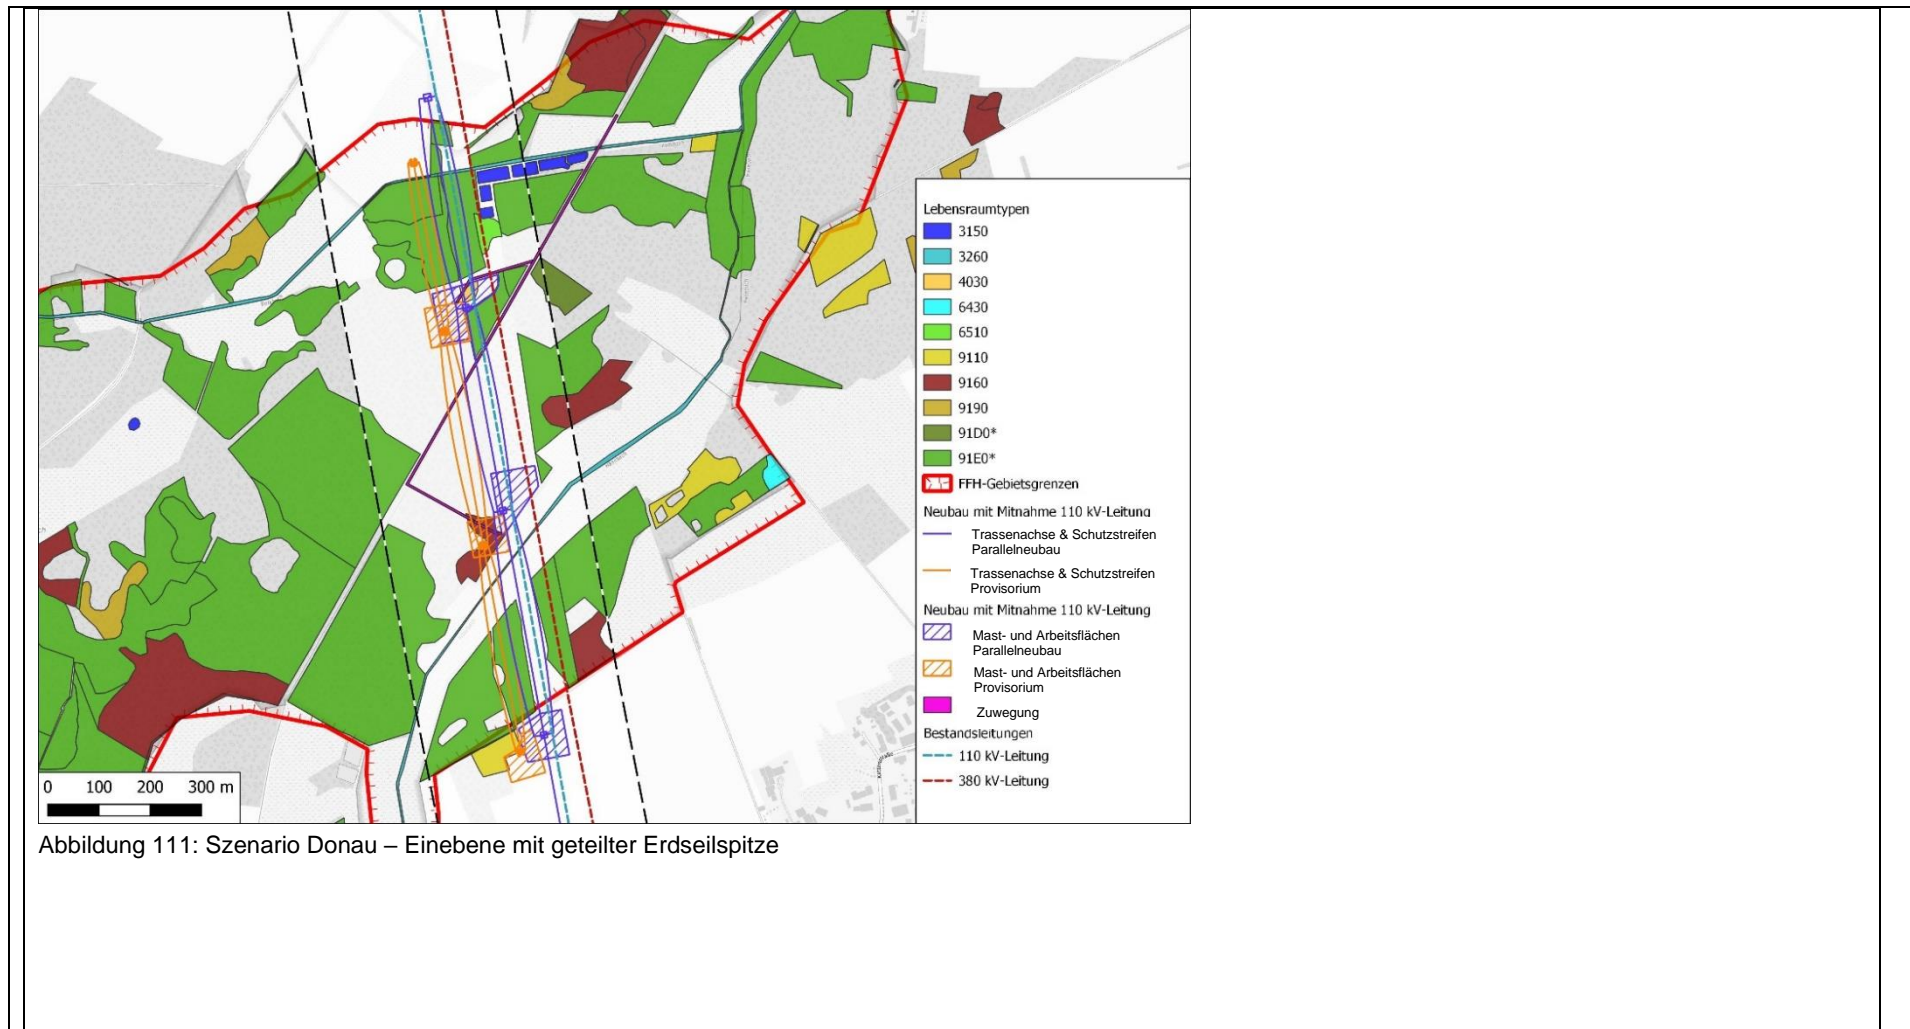 Lebensraumtypen
3150
3260
4030
6430
6510
9110
9160
9190
91D0*
91E0*
FFH-Gebietsgrenzen
Neubau mit Mitnahme 110 kV-Leitung
Trassenachse & Schutzstreifen
Parallelneubau
Trassenachse & Schutzstreifen
Provisorium
Neubau mit Mitnahme 110 kV-Leitung
Mast- und Arbeitsflächen
Parallelneubau
Mast- und Arbeitsflächen
Provisorium
Zuwegung
Bestandsleitungen
110 kV-Leitung
380 kV-Leitung
0 100 200 300 m
Abbildung 111: Szenario Donau – Einebene mit geteilter Erdseilspitze